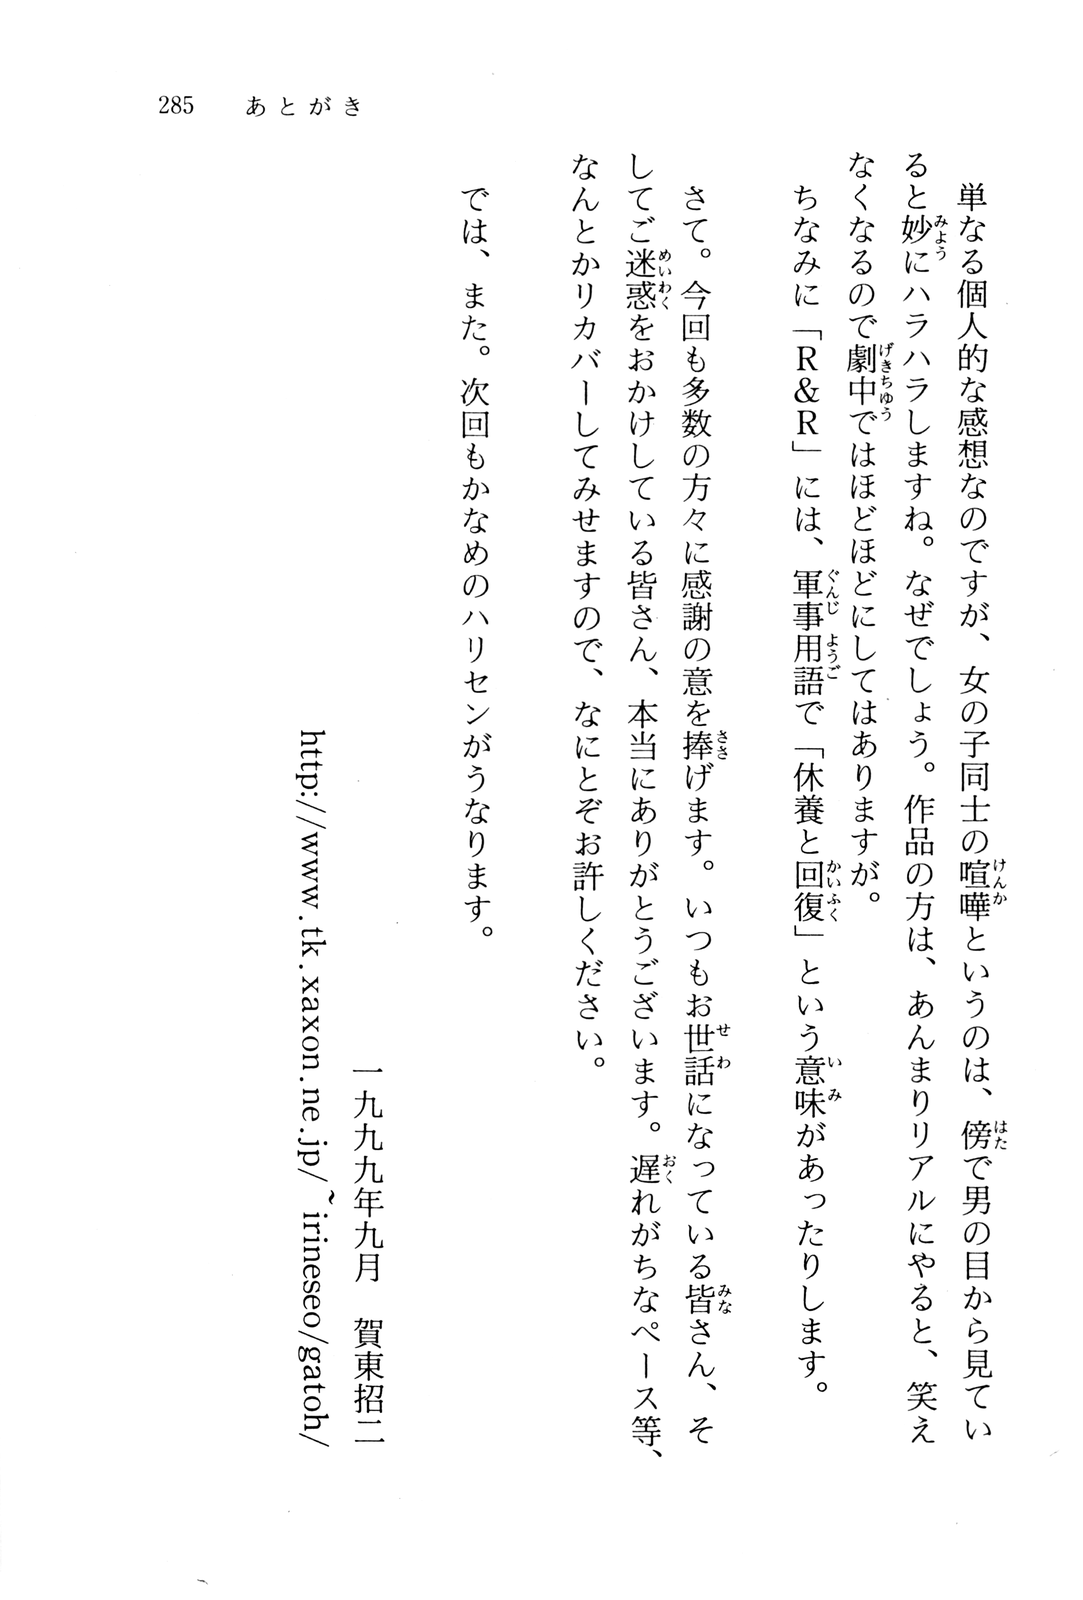 285 あとがき
単なる個人的な感想なのですが、女の子同士の喧嘩というのは、傍で男の目から見てい
ると妙にハラハラしますね。なぜでしょう。作品の方は、あんまりリアルにやると、笑え
なくなるので劇中ではほどほどにしてはありますが。
ちなみに「R&R」には、軍事用語で「休養と回復」という意味があったりします。
さて。今回も多数の方々に感謝の意を捧げます。いつもお世話になっている皆さん、そ
してご迷惑をおかけしている皆さん、本当にありがとうございます。遅れがちなペース等、
なんとかリカバーしてみせますので、なにとぞお許しください。
では、また。次回もかなめのハリセンがうなります。
一九九九年九月 賀東招二
http://www.tk.xaxon.ne.jp/~irineseo/gatoh/